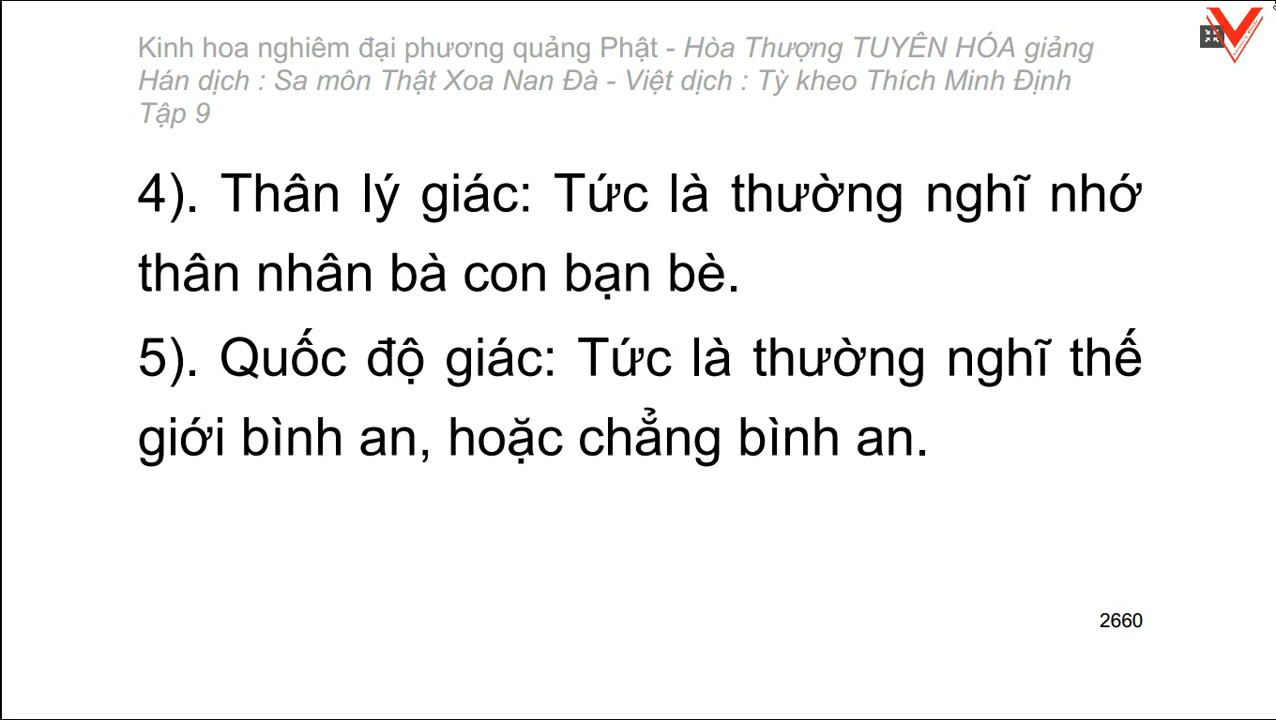 Kinh hoa nghiêm đại phương quảng Phật - Hòa Thượng TUYÊN HÓA giảng
Hán dịch : Sa môn Thật Xoa Nan Đà - Việt dịch : Tỳ kheo Thích Minh Định
Tập 9
4). Thân lý giác: Tức là thường nghĩ nhớ
thân nhân bà con bạn bè.
5). Quốc độ giác: Tức là thường nghĩ thế
giới bình an, hoặc chẳng bình an.
2660